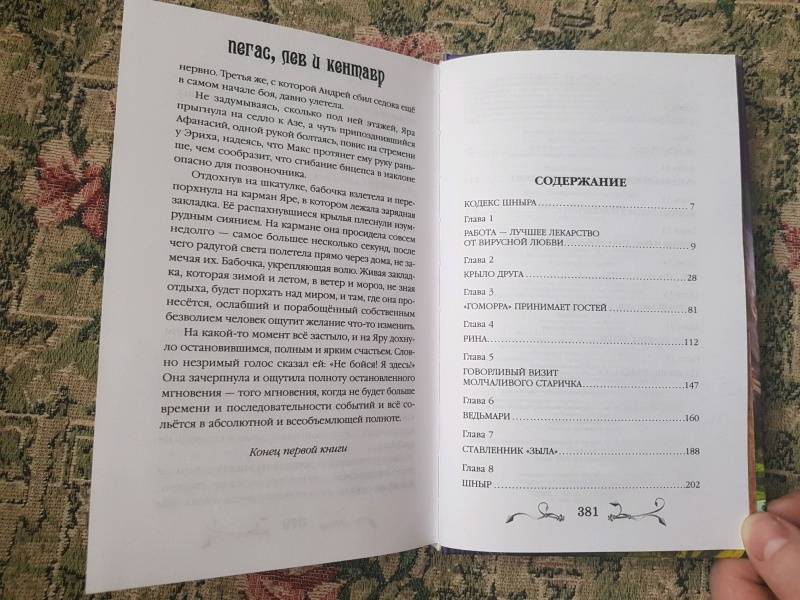 Пегас, лев и кентавр
нервно. Третья же, с которой Андрей сбил седока ещё
в самом начале боя, давно улетела.
Не задумываясь, сколько под ней этажей, Яра
прыгнула на седло к Азе, а чуть припозднившийся
Афанасий, одной рукой болтаясь, повис на стремени
у Эриха, надеясь, что Макс протянет ему руку рань-
ше, чем сообразит, что сгибание бицепса в наклоне
опасно для позвоночника.
Отдохнув на шкатулке, бабочка взлетела и пере-
порхнула на карман Яре, в котором лежала зарядная
закладка. Её распахнувшиеся крылья плеснули изум-
рудным сиянием. На кармане она просидела совсем
недолго — самое большее несколько секунд, после
чего радугой света полетела прямо через дома, не за-
мечая их. Бабочка, укрепляющая волю. Живая заклад-
ка, которая зимой и летом, в ветер и мороз, не зная
отдыха, будет порхать над миром, и там, где она про-
несётся, ослабший и порабощённый собственным
безволием человек ощутит желание что-то изменить.
На какой-то момент всё застыло, и на Яру дохну-
ло остановившимся, полным и ярким счастьем. Слов-
но незримый голос сказал ей: «Не бойся! Я здесь!»
Она зачерпнула и ощутила полноту остановленного
мгновения — того мгновения, когда не будет больше
времени и последовательности событий и всё со-
льётся в абсолютной и всеобъемлющей полноте.
Конец первой книги
СОДЕРЖАНИЕ
КОДЕКС ШНЫРА 7
Глава 1
РАБОТА — ЛУЧШЕЕ ЛЕКАРСТВО
ОТ ВИРУСНОЙ ЛЮБВИ 9
Глава 2
КРЫЛО ДРУГА 28
Глава 3
«ГОМОРРА» ПРИНИМАЕТ ГОСТЕЙ 81
Глава 4
РИНА 112
Глава 5
ГОВОРЛИВЫЙ ВИЗИТ
МОЛЧАЛИВОГО СТАРИЧКА 147
Глава 6
ВЕДЬМАРИ 160
Глава 7
СТАВЛЕННИК «ЗЫЛА» 188
Глава 8
ШНЫР 202
381